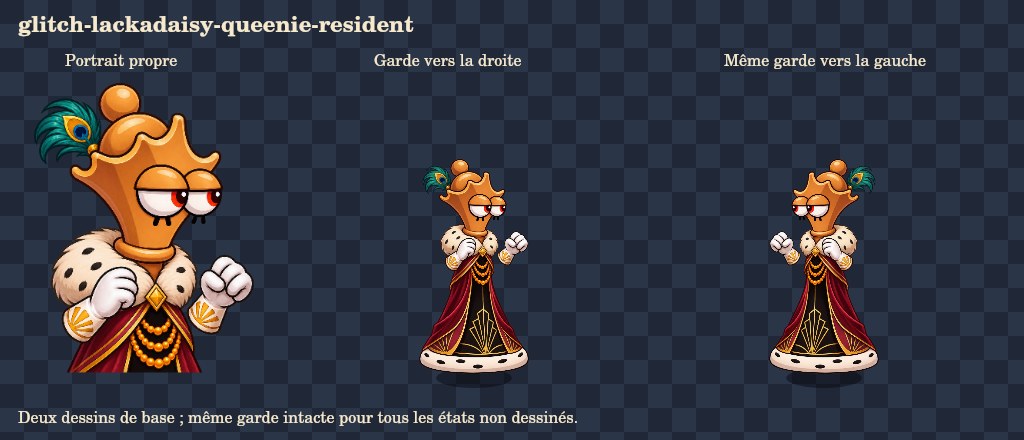 glitch-lackadaisy-queenie-resident
Portrait propre
Garde vers la droite
Même garde vers la gauche
Deux dessins de base ; même garde intacte pour tous les états non dessinés.